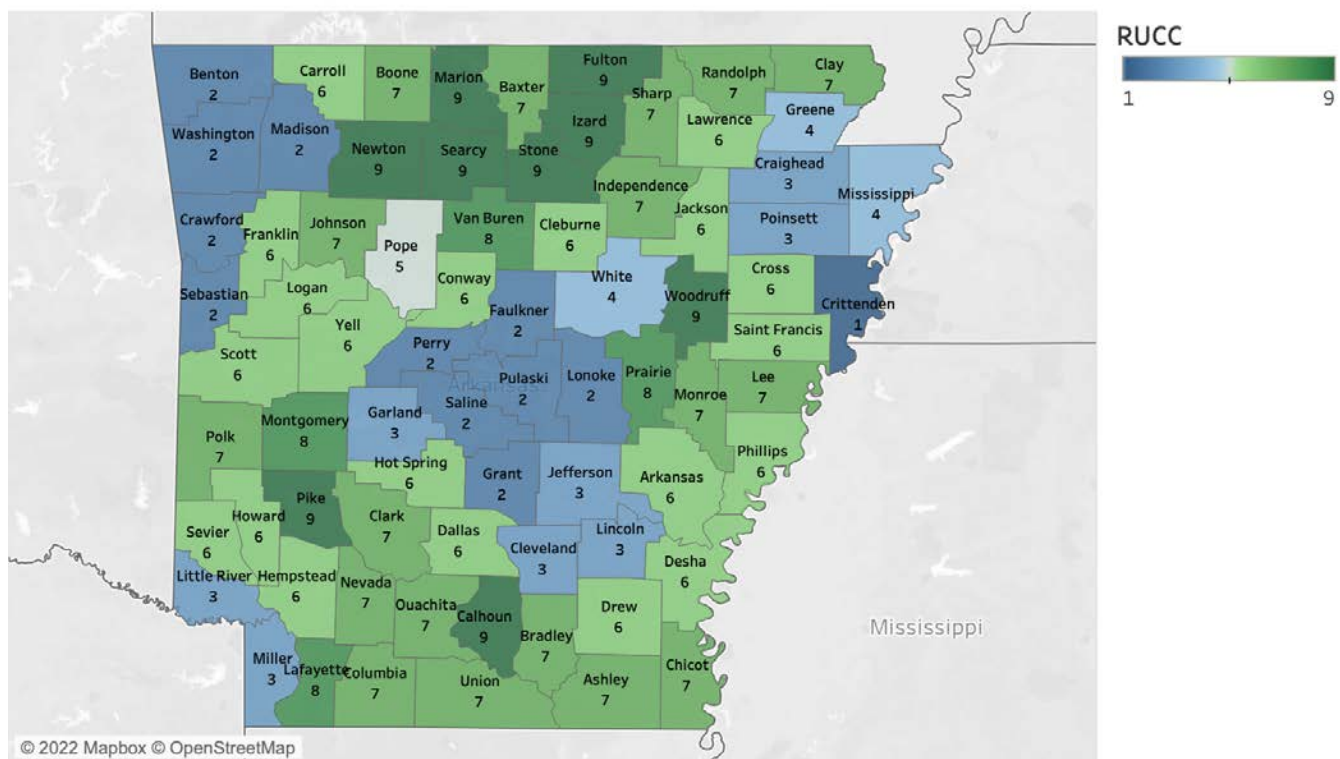 RUCC
1 9
Benton
2
Carroll
6
Boone
7
Marion
9
Baxter
7
Fulton
9
Sharp
7
Randolph
7
Clay
7
Washington
2
Madison
2
Newton
9
Searcy
9
Stone
9
Izard
9
Lawrence
6
Greene
4
Craighead
3
Mississippi
4
Crawford
2
Franklin
6
Johnson
7
Pope
5
Van Buren
8
Cleburne
6
Independence
7
Jackson
6
Poinsett
3
Sebastian
2
Logan
6
Yell
6
Conway
6
Faulkner
2
White
4
Woodruff
9
Cross
6
Crittenden
1
Saint Francis
6
Scott
6
Perry
2
Arkansas
Pulaski
2
Saline
2
Lonoke
2
Prairie
8
Monroe
7
Lee
7
Polk
7
Montgomery
8
Garland
3
Hot Spring
6
Grant
2
Jefferson
3
Arkansas
6
Phillips
6
Sevier
6
Howard
6
Pike
9
Clark
7
Dallas
6
Cleveland
3
Lincoln
3
Desha
6
Little River
3
Hempstead
6
Nevada
7
Ouachita
7
Calhoun
9
Bradley
7
Drew
6
Mississippi
Miller
3
Lafayette
8
Columbia
7
Union
7
Ashley
7
Chicot
7
© 2022 Mapbox © OpenStreetMap